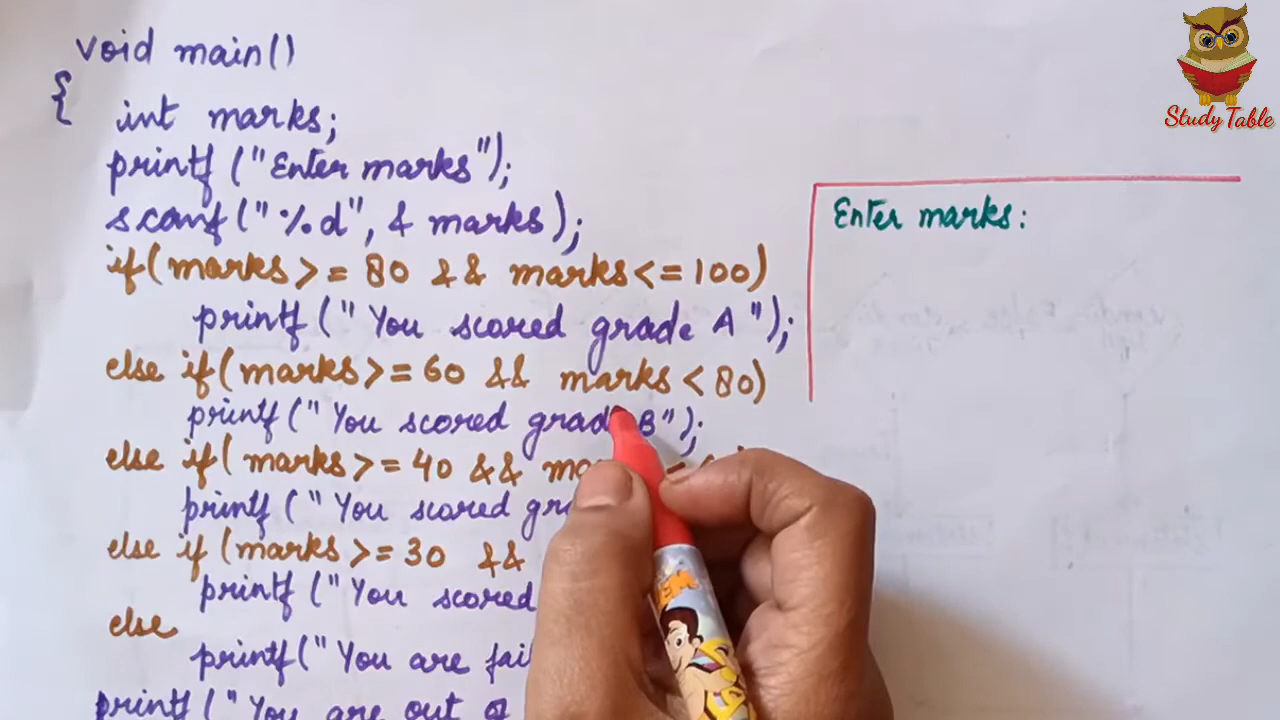 void main()
{ int marks;
printf ("Enter marks");
scanf ("%d", & marks);
if (marks >= 80 && marks <= 100)
printf (" You scored grade A ");
else if (marks >= 60 && marks < 80)
printf (" You scored B");
else if ( marks >= 40 &&
printf (" You scored
else if (marks >= 30 &&
printf (" You scored
else
printf (" You are
printf (" You are out
Enter marks:
Study Table